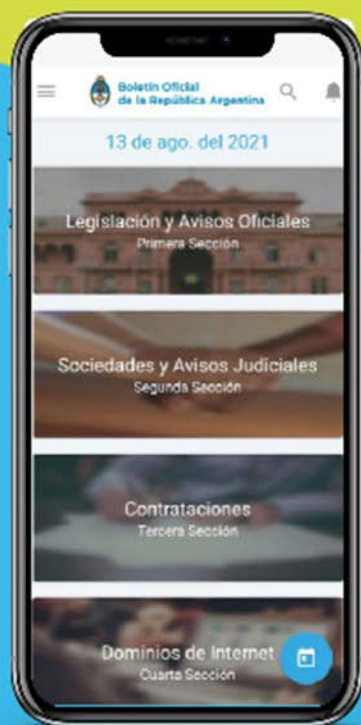 Boletín Oficial
de la República Argentina
13 de ago. del 2021
Legislación y Avisos Oficiales
Primera Sección
Sociedades y Avisos Judiciales
Segunda Sección
Contrataciones
Tercera Sección
Dominios de Internet
Cuarta Sección